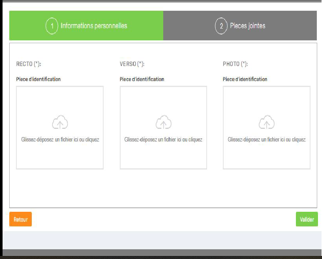 1 Informations personnelles
2 Pieces jointes
RECTO (*):
VERSO (*):
PHOTO (*):
Piece d'identification
Piece d'identification
Piece d'identification
Glissez-déposez un fichier ici ou cliquez
Glissez-déposez un fichier ici ou cliquez
Glissez-déposez un fichier ici ou cliquez
Retour
Valider